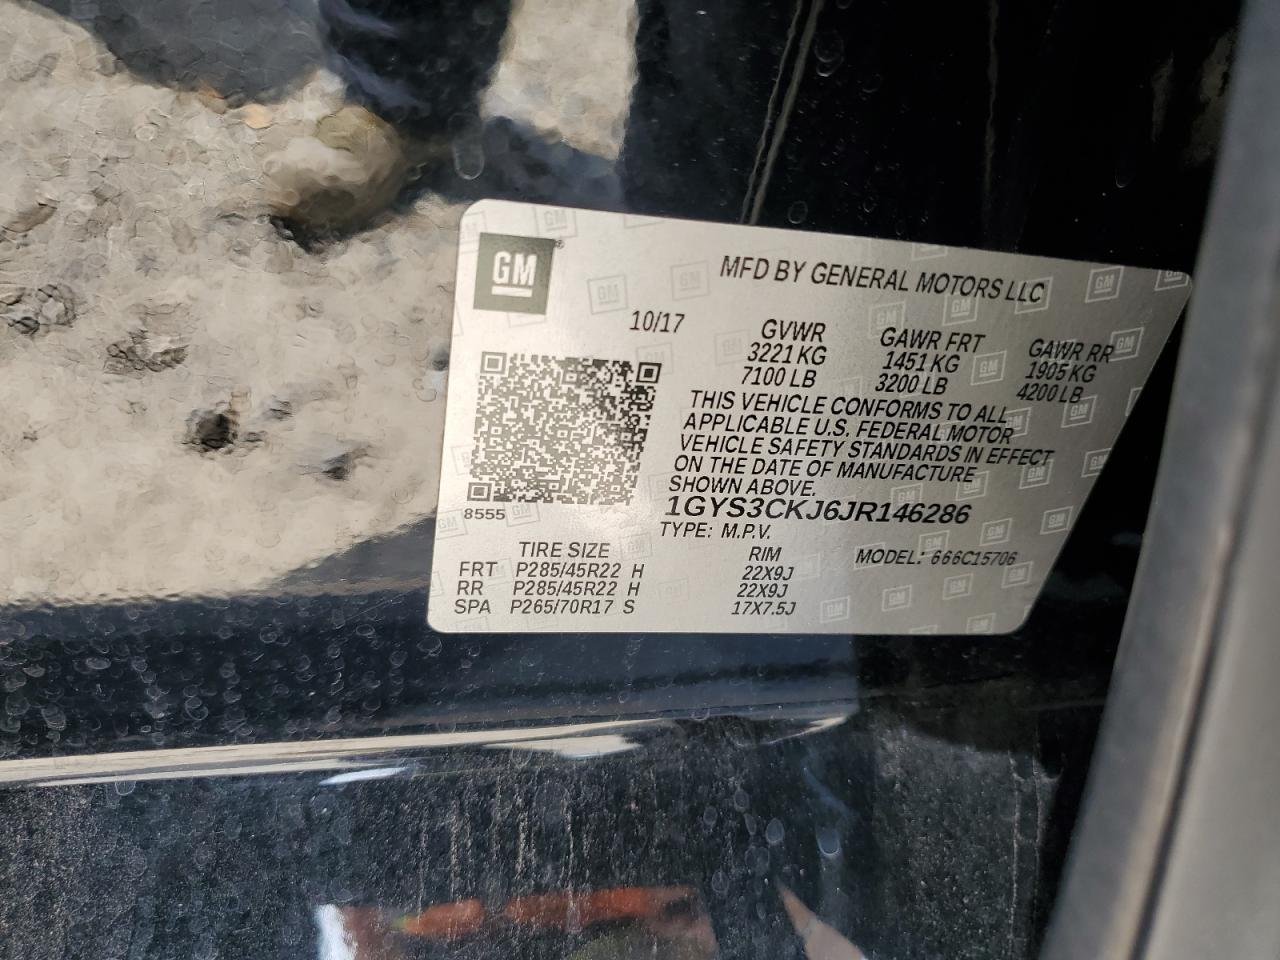 GM
MFD BY GENERAL MOTORS LLC
10/17
GVWR GAWR FRT GAWR RR
3221 KG 1451 KG 1905 KG
7100 LB 3200 LB 4200 LB
THIS VEHICLE CONFORMS TO ALL
APPLICABLE U.S. FEDERAL MOTOR
VEHICLE SAFETY STANDARDS IN EFFECT
ON THE DATE OF MANUFACTURE
SHOWN ABOVE.
1GYS3CKJ6JR146286
8555
TYPE: M.P.V.
MODEL: 666C15706
TIRE SIZE RIM
FRT P285/45R22 H 22X9J
RR P285/45R22 H 22X9J
SPA P265/70R17 S 17X7.5J